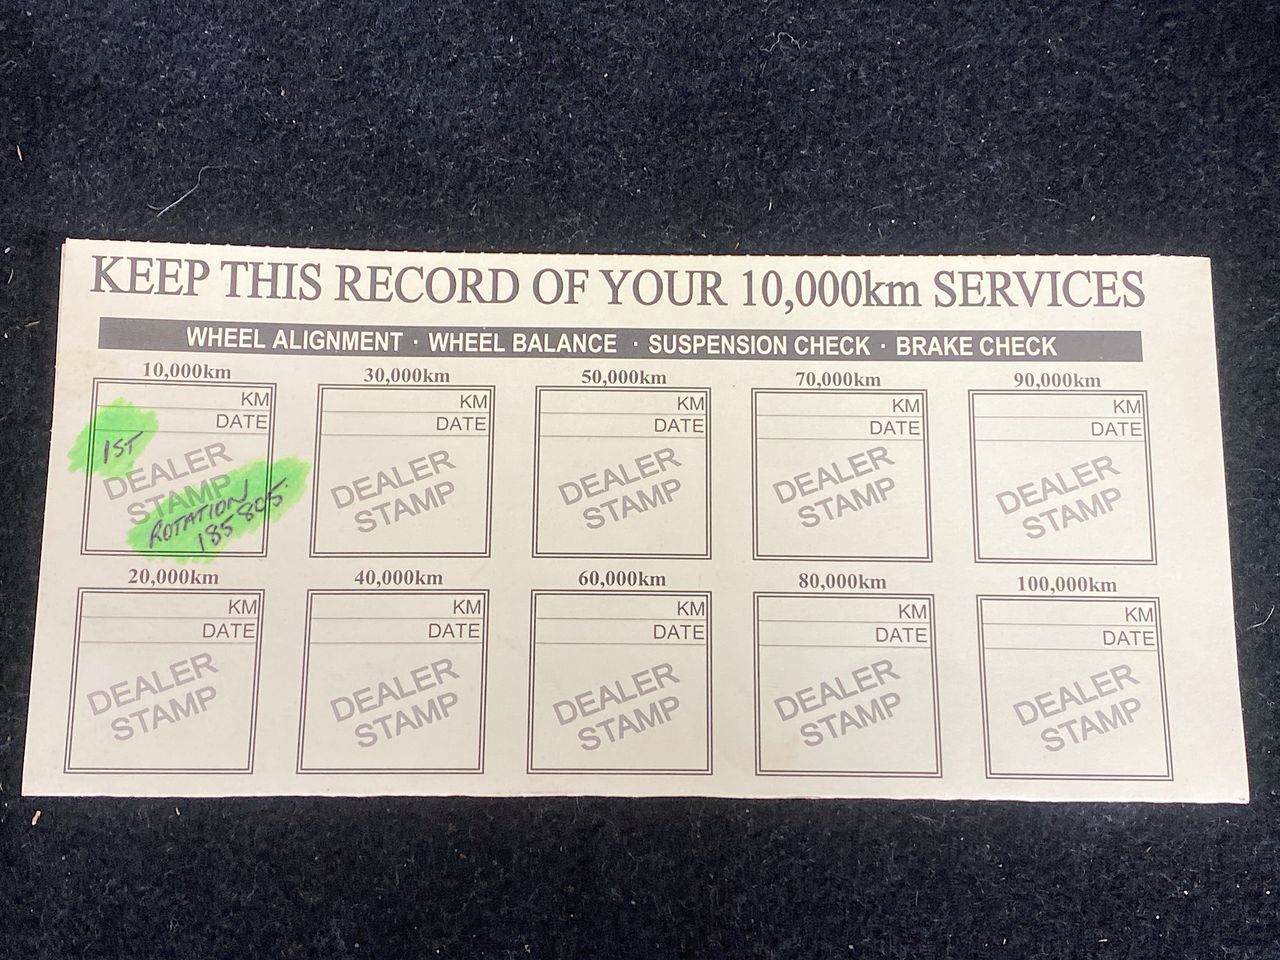 KEEP THIS RECORD OF YOUR 10,000km SERVICES
WHEEL ALIGNMENT · WHEEL BALANCE · SUSPENSION CHECK · BRAKE CHECK
10,000km
KM
DATE
1ST
DEALER
STAMP
ROTATION
185805.
30,000km
KM
DATE
DEALER
STAMP
50,000km
KM
DATE
DEALER
STAMP
70,000km
KM
DATE
DEALER
STAMP
90,000km
KM
DATE
DEALER
STAMP
20,000km
KM
DATE
DEALER
STAMP
40,000km
KM
DATE
DEALER
STAMP
60,000km
KM
DATE
DEALER
STAMP
80,000km
KM
DATE
DEALER
STAMP
100,000km
KM
DATE
DEALER
STAMP